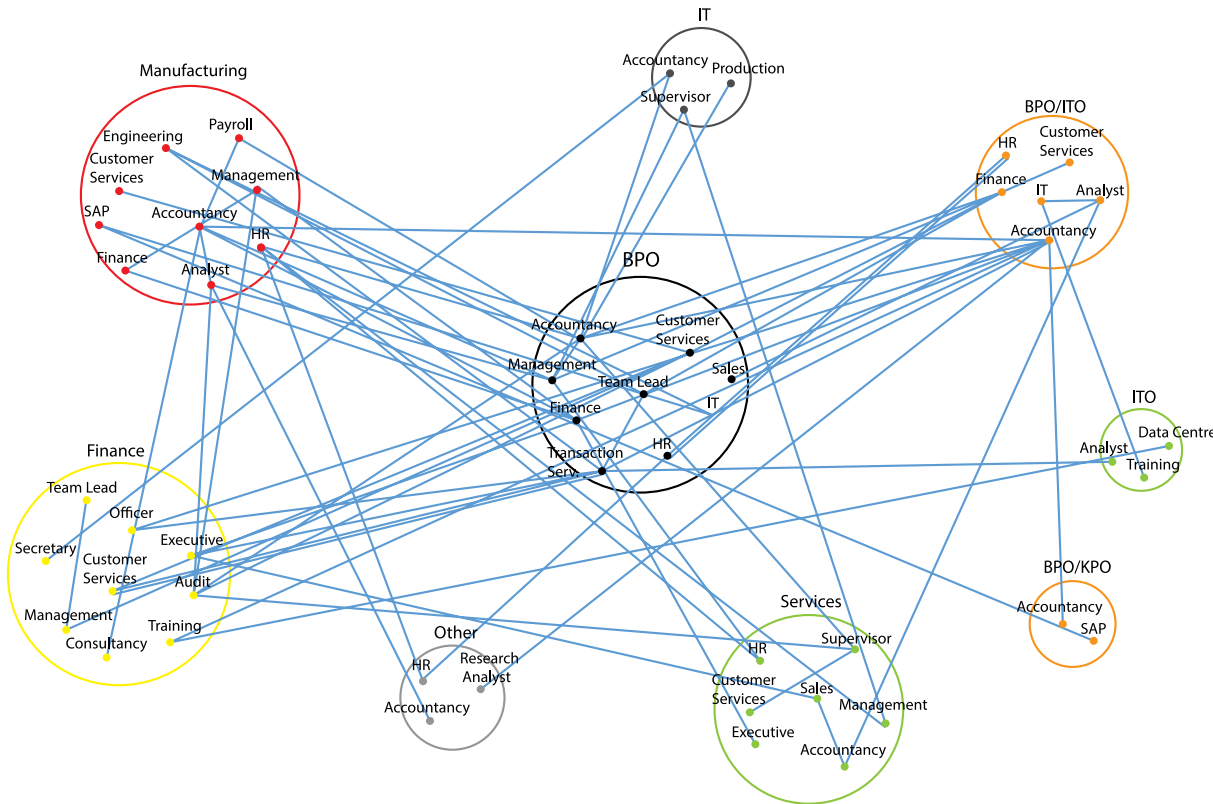 IT
Accountancy
Production
Supervisor
Manufacturing
Engineering
Payroll
Customer
Services
Management
SAP
Accountancy
HR
Finance
Analyst
BPO/ITO
HR
Customer
Services
Finance
IT
Analyst
Accountancy
BPO
Accountancy
Customer
Services
Management
Team Lead
Sales
Finance
IT
HR
Transaction
Serv.
ITO
Data Centre
Analyst
Training
Finance
Team Lead
Officer
Secretary
Executive
Customer
Services
Audit
Management
Training
Consultancy
Other
HR
Research
Analyst
Accountancy
Services
Supervisor
HR
Customer
Services
Sales
Management
Executive
Accountancy
BPO/KPO
Accountancy
SAP